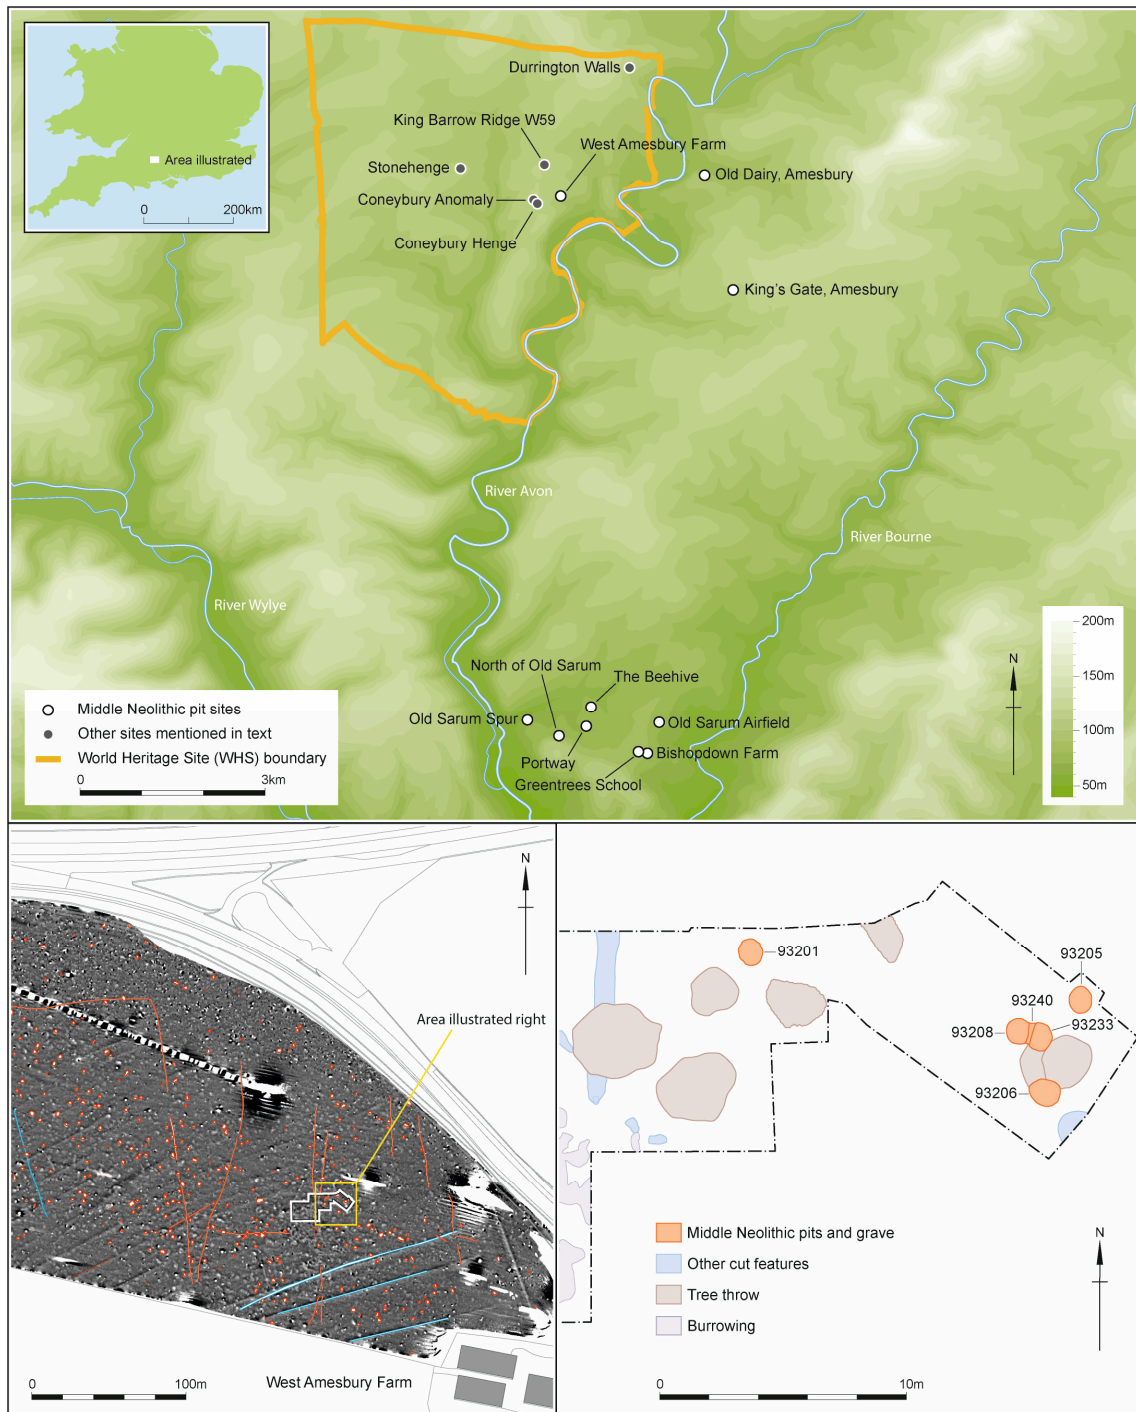 Area illustrated
0 200km
Durrington Walls
King Barrow Ridge W59
West Amesbury Farm
Stonehenge
Old Dairy, Amesbury
Coneybury Anomaly
Coneybury Henge
King's Gate, Amesbury
River Avon
River Bourne
River Wylye
North of Old Sarum
The Beehive
Old Sarum Spur
Old Sarum Airfield
Portway
Bishopdown Farm
Greentrees School
Middle Neolithic pit sites
Other sites mentioned in text
World Heritage Site (WHS) boundary
0 3km
N
200m
150m
100m
50m
N
Area illustrated right
West Amesbury Farm
0 100m
93201
93205
93240
93208
93233
93206
Middle Neolithic pits and grave
Other cut features
Tree throw
Burrowing
N
0 10m